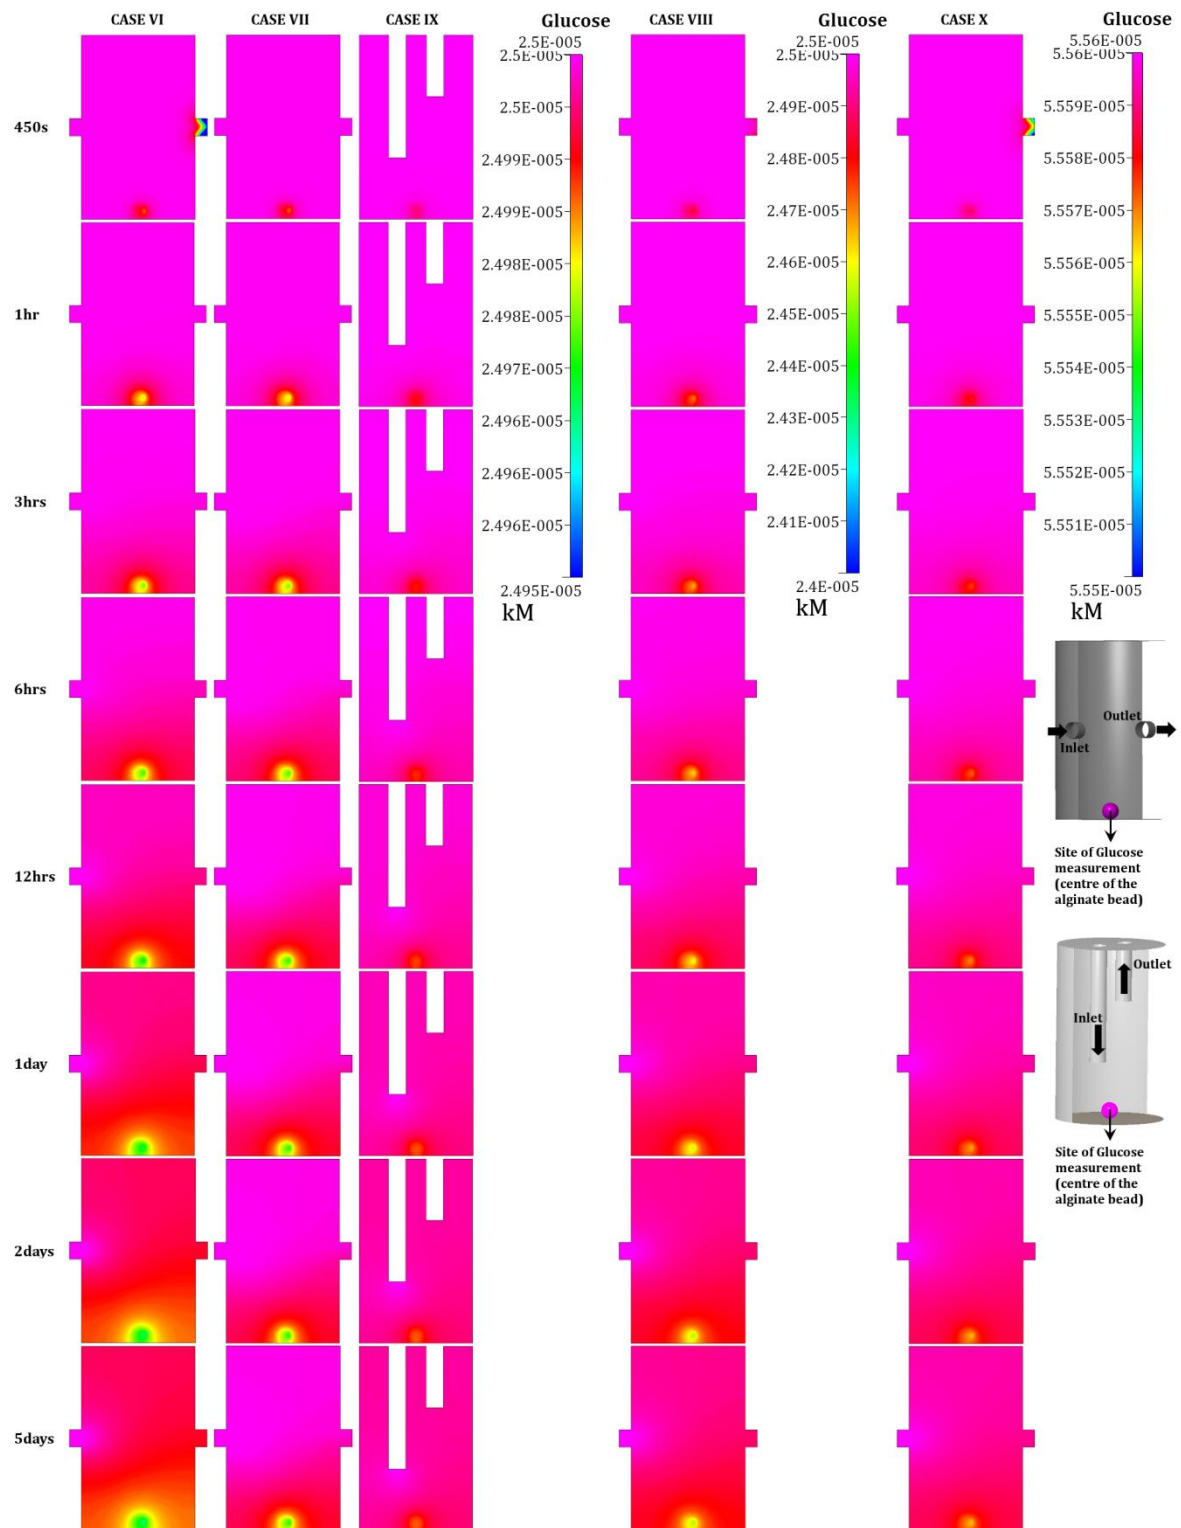 CASE VI
CASE VII
CASE IX
Glucose
CASE VIII
Glucose
CASE X
Glucose
2.5E-005
2.5E-005
2.5E-005
2.499E-005
2.499E-005
2.498E-005
2.498E-005
2.497E-005
2.496E-005
2.496E-005
2.496E-005
2.495E-005
kM
2.5E-005
2.5E-005
2.49E-005
2.48E-005
2.47E-005
2.46E-005
2.45E-005
2.44E-005
2.43E-005
2.42E-005
2.41E-005
2.4E-005
kM
5.56E-005
5.56E-005
5.559E-005
5.558E-005
5.557E-005
5.556E-005
5.555E-005
5.554E-005
5.553E-005
5.552E-005
5.551E-005
5.55E-005
kM
450s
1hr
3hrs
6hrs
12hrs
1day
2days
5days
Outlet
Inlet
Site of Glucose
measurement
(centre of the
alginate bead)
Outlet
Inlet
Site of Glucose
measurement
(centre of the
alginate bead)